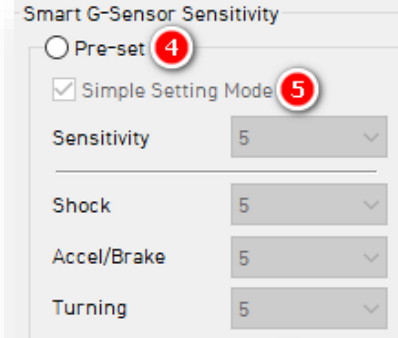 Smart G-Sensor Sensitivity
Pre-set 4
Simple Setting Mode 5
Sensitivity 5
Shock 5
Accel/Brake 5
Turning 5